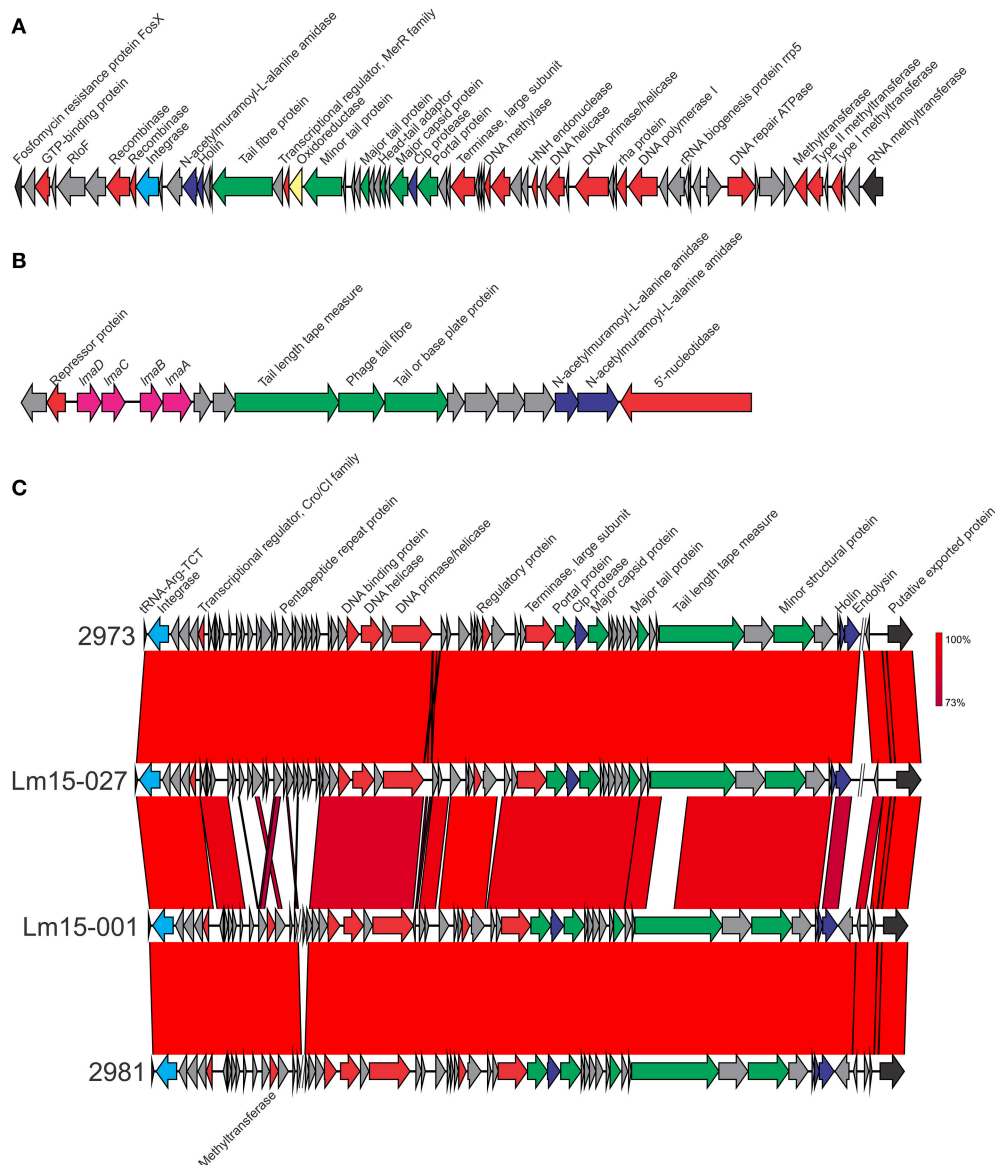 A
Fosfomycin resistance protein FosX
GTP-binding protein
RloF
Recombinase
Recombinase
Integrase
N-acetylmuramoyl-L-alanine amidase
Holin
Tail fibre protein
Transcriptional regulator, MerR family
Oxidoreductase
Minor tail protein
Major tail protein
Head-tail adaptor
Major capsid protein
Clp protease
Portal protein
Terminase, large subunit
DNA methylase
HNH endonuclease
DNA helicase
DNA primase/helicase
rha protein
DNA polymerase I
rRNA biogenesis protein rrp5
DNA repair ATPase
Methyltransferase
Type II methyltransferase
Type I methyltransferase
RNA methyltransferase
B
Repressor protein
lmaD
lmaC
lmaB
lmaA
Tail length tape measure
Phage tail fibre
Tail or base plate protein
N-acetylmuramoyl-L-alanine amidase
N-acetylmuramoyl-L-alanine amidase
5'-nucleotidase
C
tRNA-Arg-TCT
Integrase
Transcriptional regulator, Cro/CI family
Pentapeptide repeat protein
DNA binding protein
DNA helicase
DNA primase/helicase
Regulatory protein
Terminase, large subunit
Portal protein
Clp protease
Major capsid protein
Major tail protein
Tail length tape measure
Minor structural protein
Holin
Endolysin
Putative exported protein
2973
100%
73%
Lm15-027
Lm15-001
2981
Methyltransferase